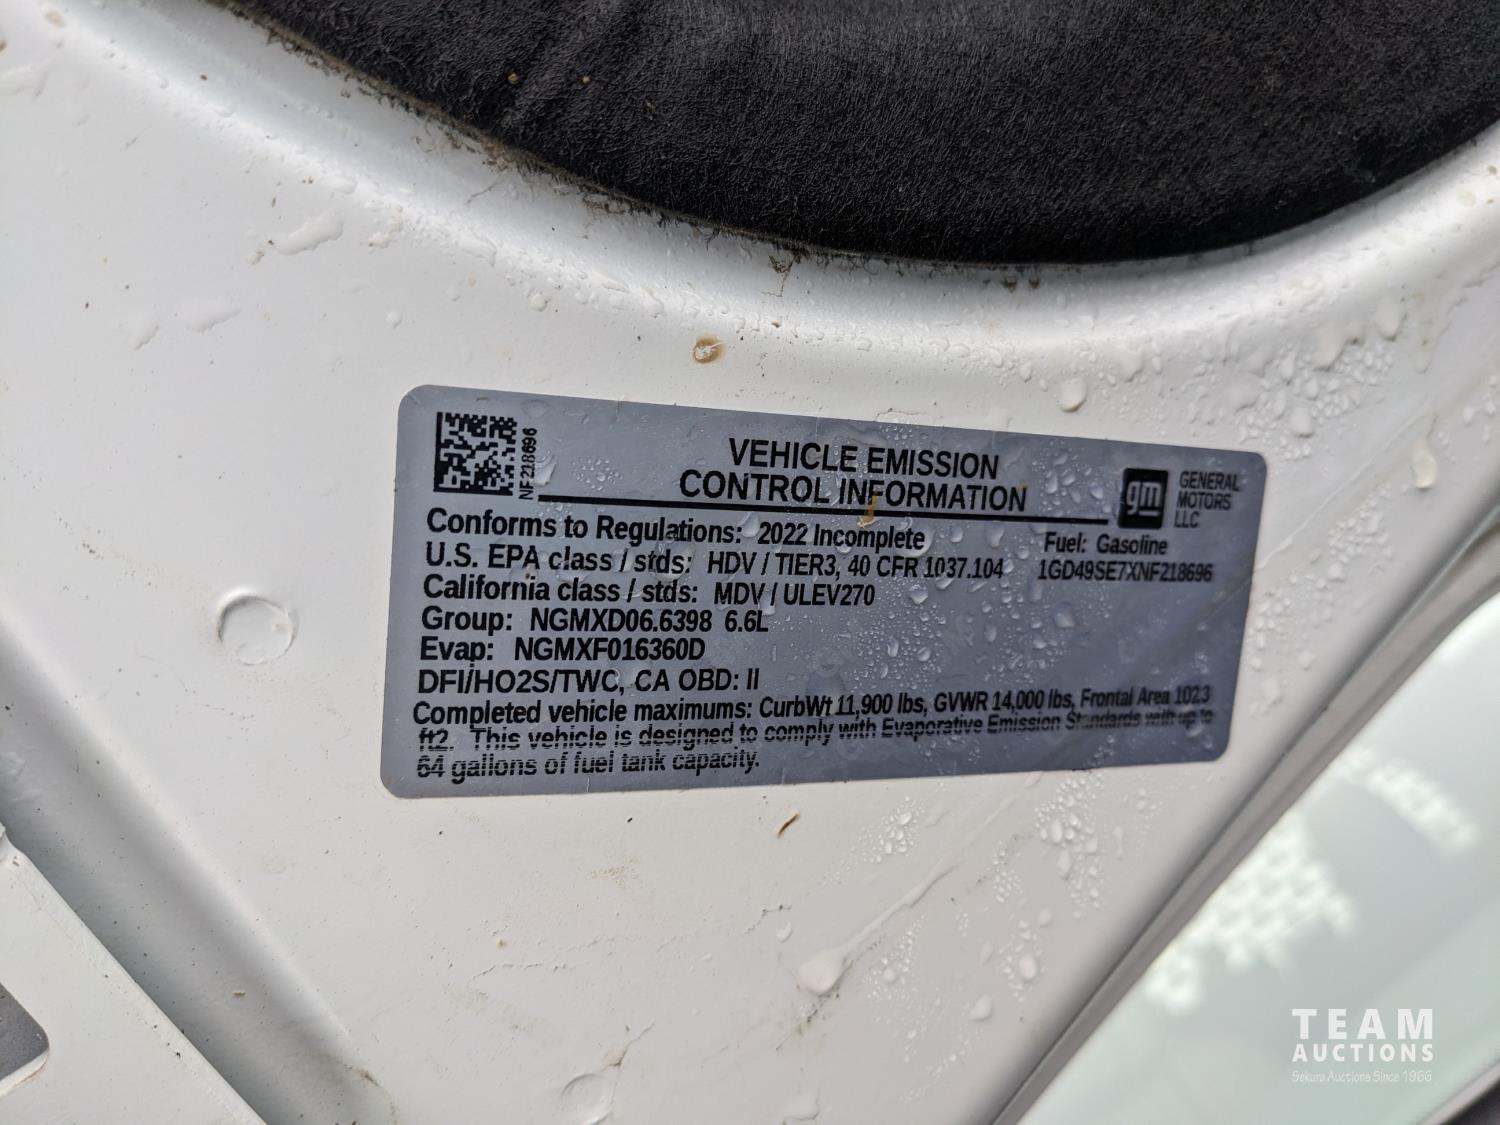 NF218696
VEHICLE EMISSION
CONTROL INFORMATION
gm
GENERAL
MOTORS
LLC
Conforms to Regulations: 2022 Incomplete
Fuel: Gasoline
U.S. EPA class / stds: HDV / TIER3, 40 CFR 1037.104
1GD49SE7XNF218696
California class / stds: MDV / ULEV270
Group: NGMXD06.6398 6.6L
Evap: NGMXF016360D
DFI/HO2S/TWC, CA OBD: II
Completed vehicle maximums: CurbWt 11,900 lbs, GVWR 14,000 lbs, Frontal Area 102.3
ft2. This vehicle is designed to comply with Evaporative Emission Standards with up to
64 gallons of fuel tank capacity.
TEAM
AUCTIONS
Sekura Auctions Since 1966